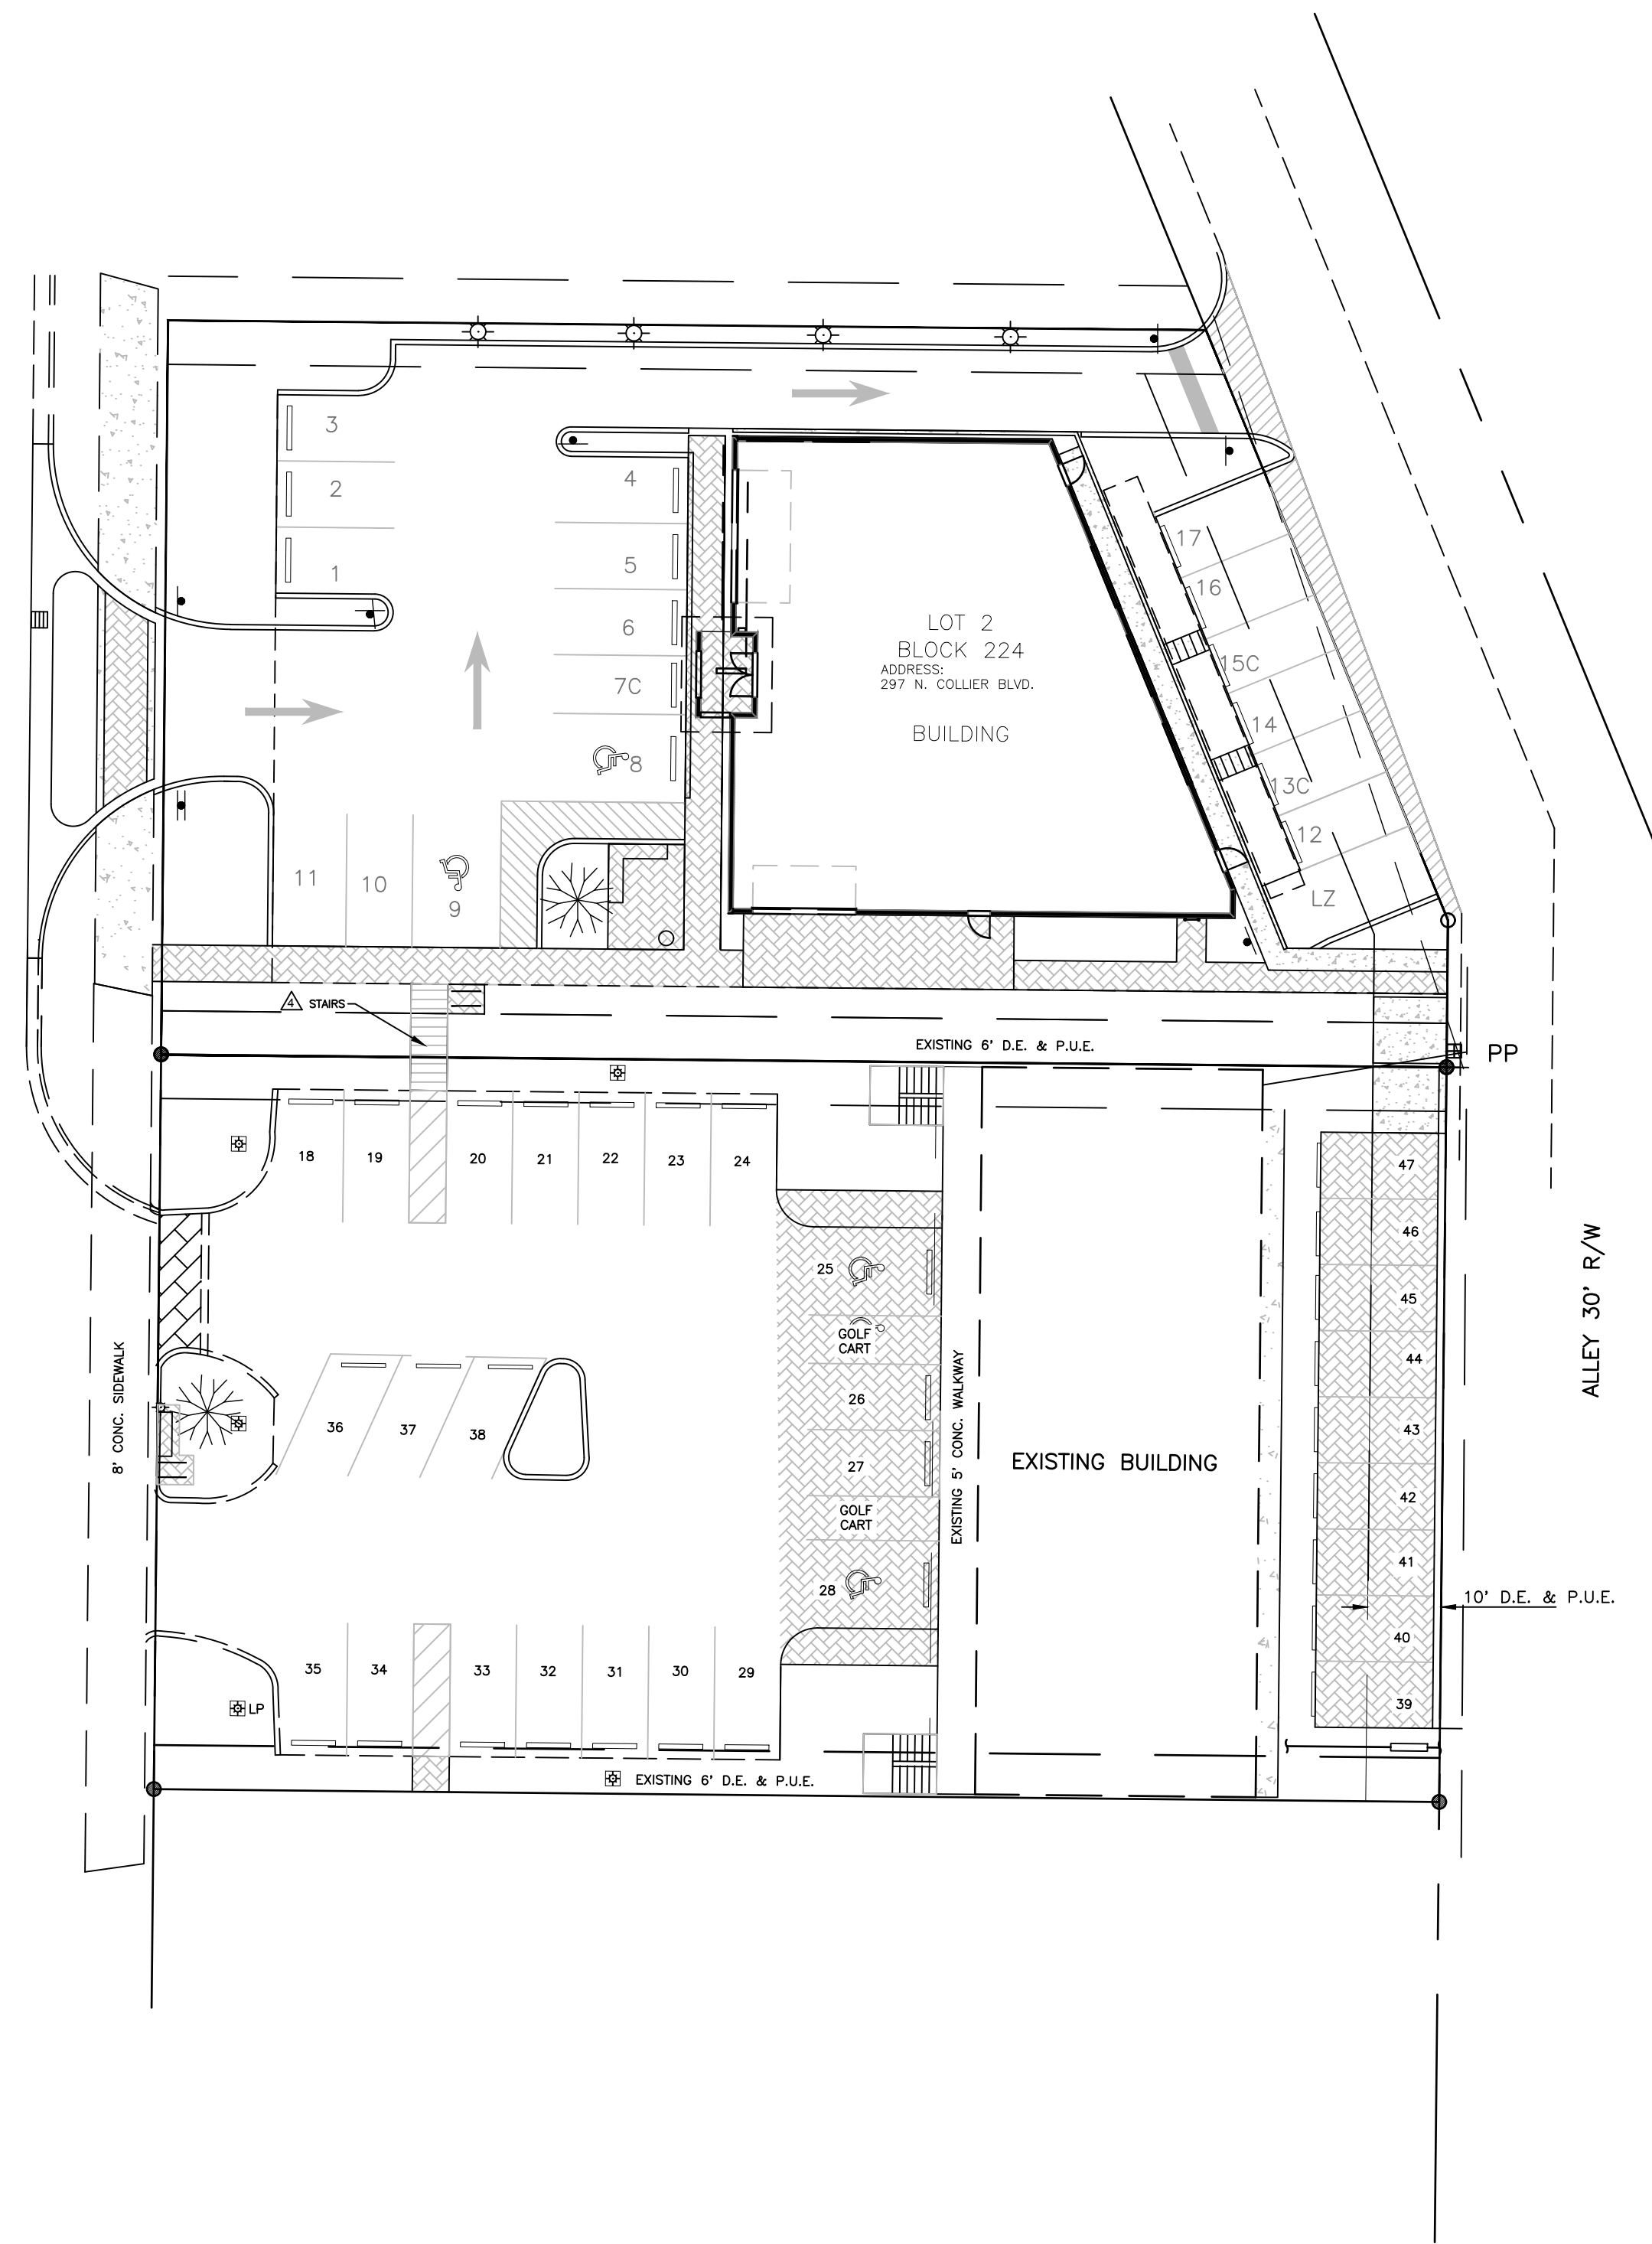 3
2
1
4
5
6
7C
8
9
10
11
LOT 2
BLOCK 224
ADDRESS:
297 N. COLLIER BLVD.
BUILDING
17
16
15C
14
13C
12
LZ
4
STAIRS
EXISTING 6' D.E. & P.U.E.
PP
18
19
20
21
22
23
24
25
GOLF
CART
26
27
GOLF
CART
28
8' CONC. SIDEWALK
36
37
38
EXISTING 5' CONC. WALKWAY
EXISTING BUILDING
47
46
45
44
43
42
41
40
39
ALLEY 30' R/W
10' D.E. & P.U.E.
35
34
33
32
31
30
29
LP
EXISTING 6' D.E. & P.U.E.